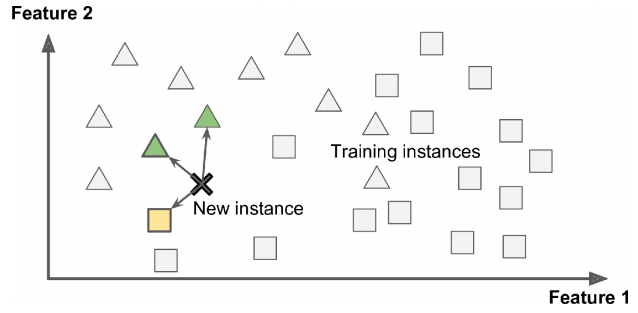 Feature 2
Training instances
New instance
Feature 1